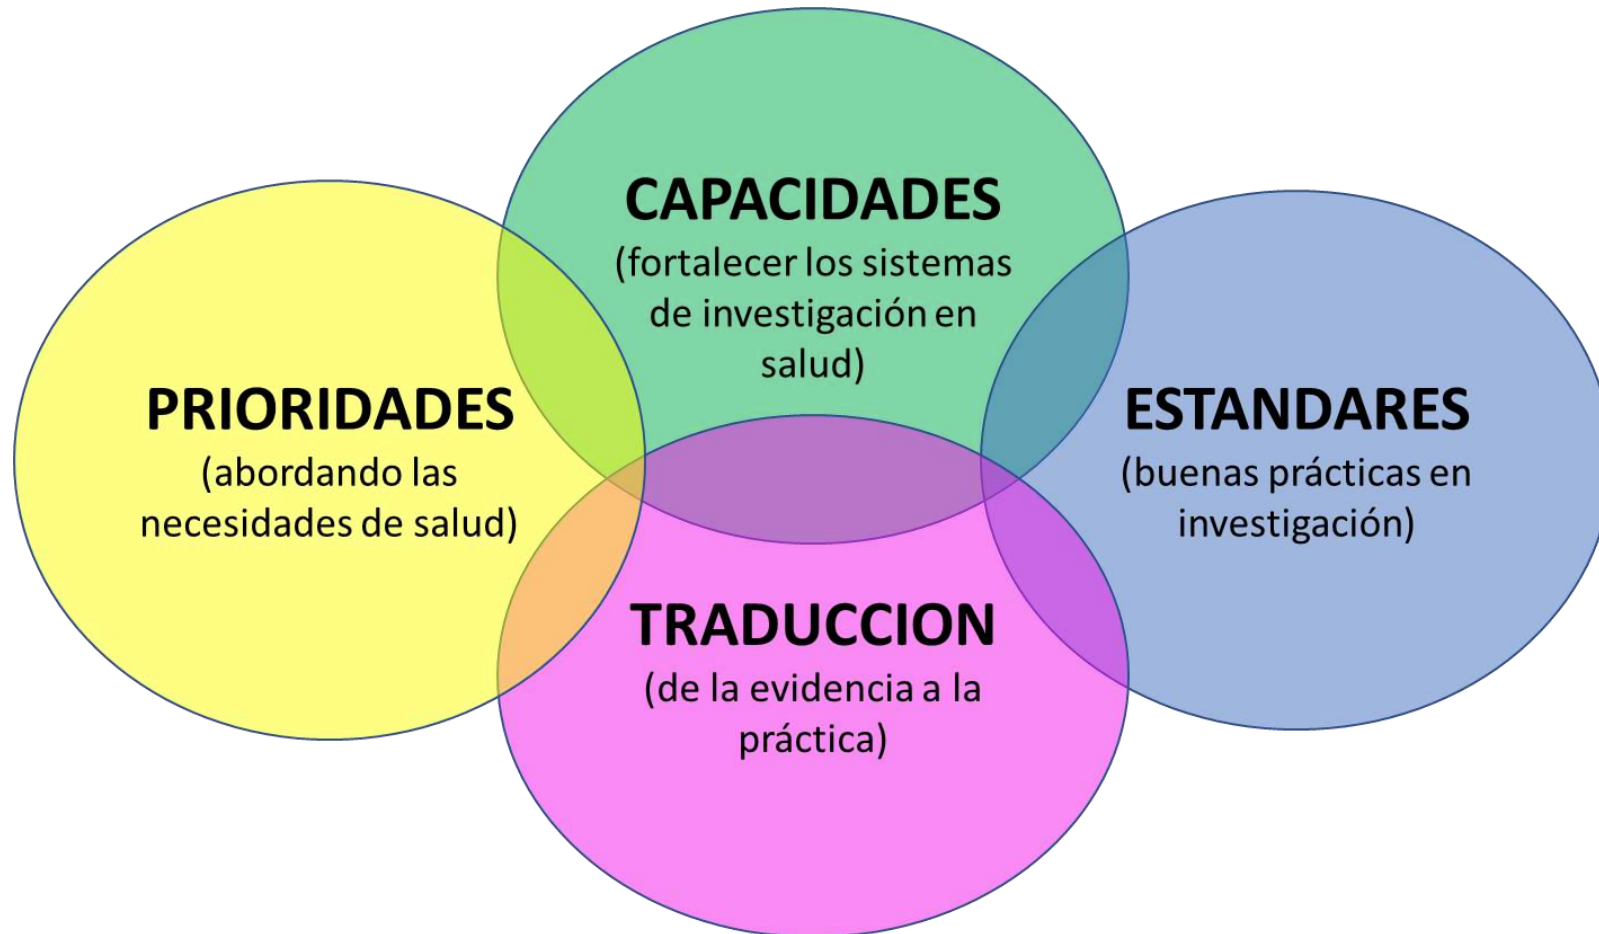 CAPACIDADES
(fortalecer los sistemas
de investigación en
salud)
PRIORIDADES
(abordando las
necesidades de salud)
ESTANDARES
(buenas prácticas en
investigación)
TRADUCCION
(de la evidencia a la
práctica)